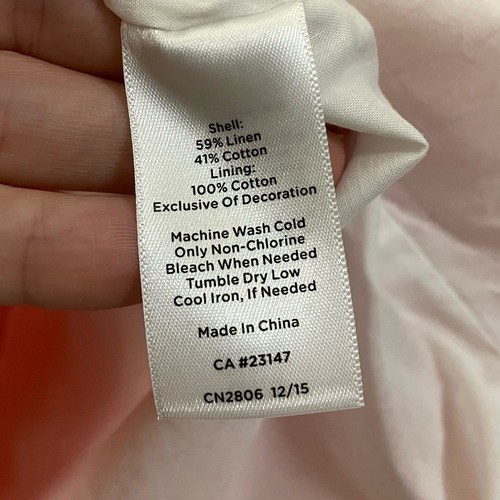 Shell:
59% Linen
41% Cotton
Lining:
100% Cotton
Exclusive Of Decoration
Machine Wash Cold
Only Non-Chlorine
Bleach When Needed
Tumble Dry Low
Cool Iron, If Needed
Made In China
CA #23147
CN2806 12/15